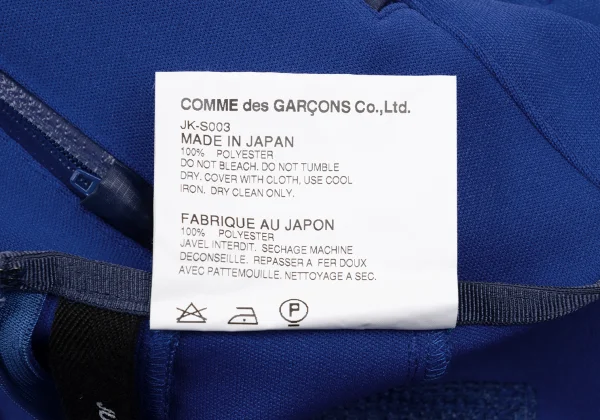 COMME des GARÇONS Co.,Ltd.
JK-S003
MADE IN JAPAN
100% POLYESTER
DO NOT BLEACH. DO NOT TUMBLE
DRY. COVER WITH CLOTH, USE COOL
IRON. DRY CLEAN ONLY.
FABRIQUE AU JAPON
100% POLYESTER
JAVEL INTERDIT. SECHAGE MACHINE
DECONSEILLE. REPASSER A FER DOUX
AVEC PATTEMOUILLE. NETTOYAGE A SEC.
P